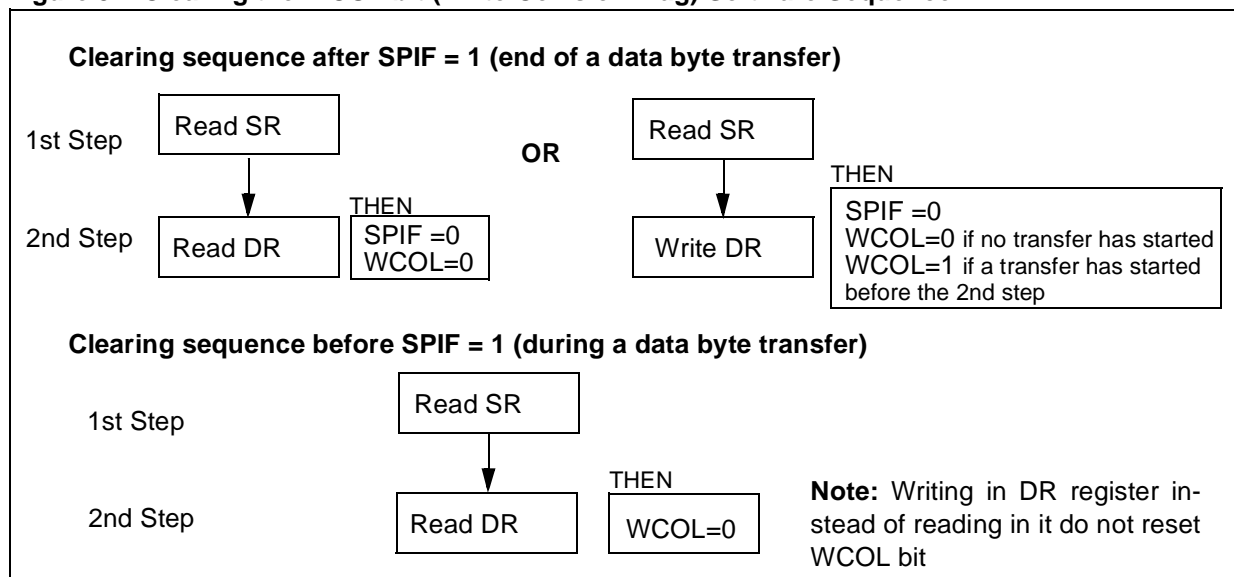 Clearing sequence after SPIF = 1 (end of a data byte transfer)
1st Step
Read SR
OR
Read SR
THEN
2nd Step
Read DR
THEN
SPIF =0
WCOL=0
Write DR
SPIF =0
WCOL=0 if no transfer has started
WCOL=1 if a transfer has started
before the 2nd step
Clearing sequence before SPIF = 1 (during a data byte transfer)
1st Step
Read SR
2nd Step
Read DR
THEN
WCOL=0
Note: Writing in DR register in-
stead of reading in it do not reset
WCOL bit